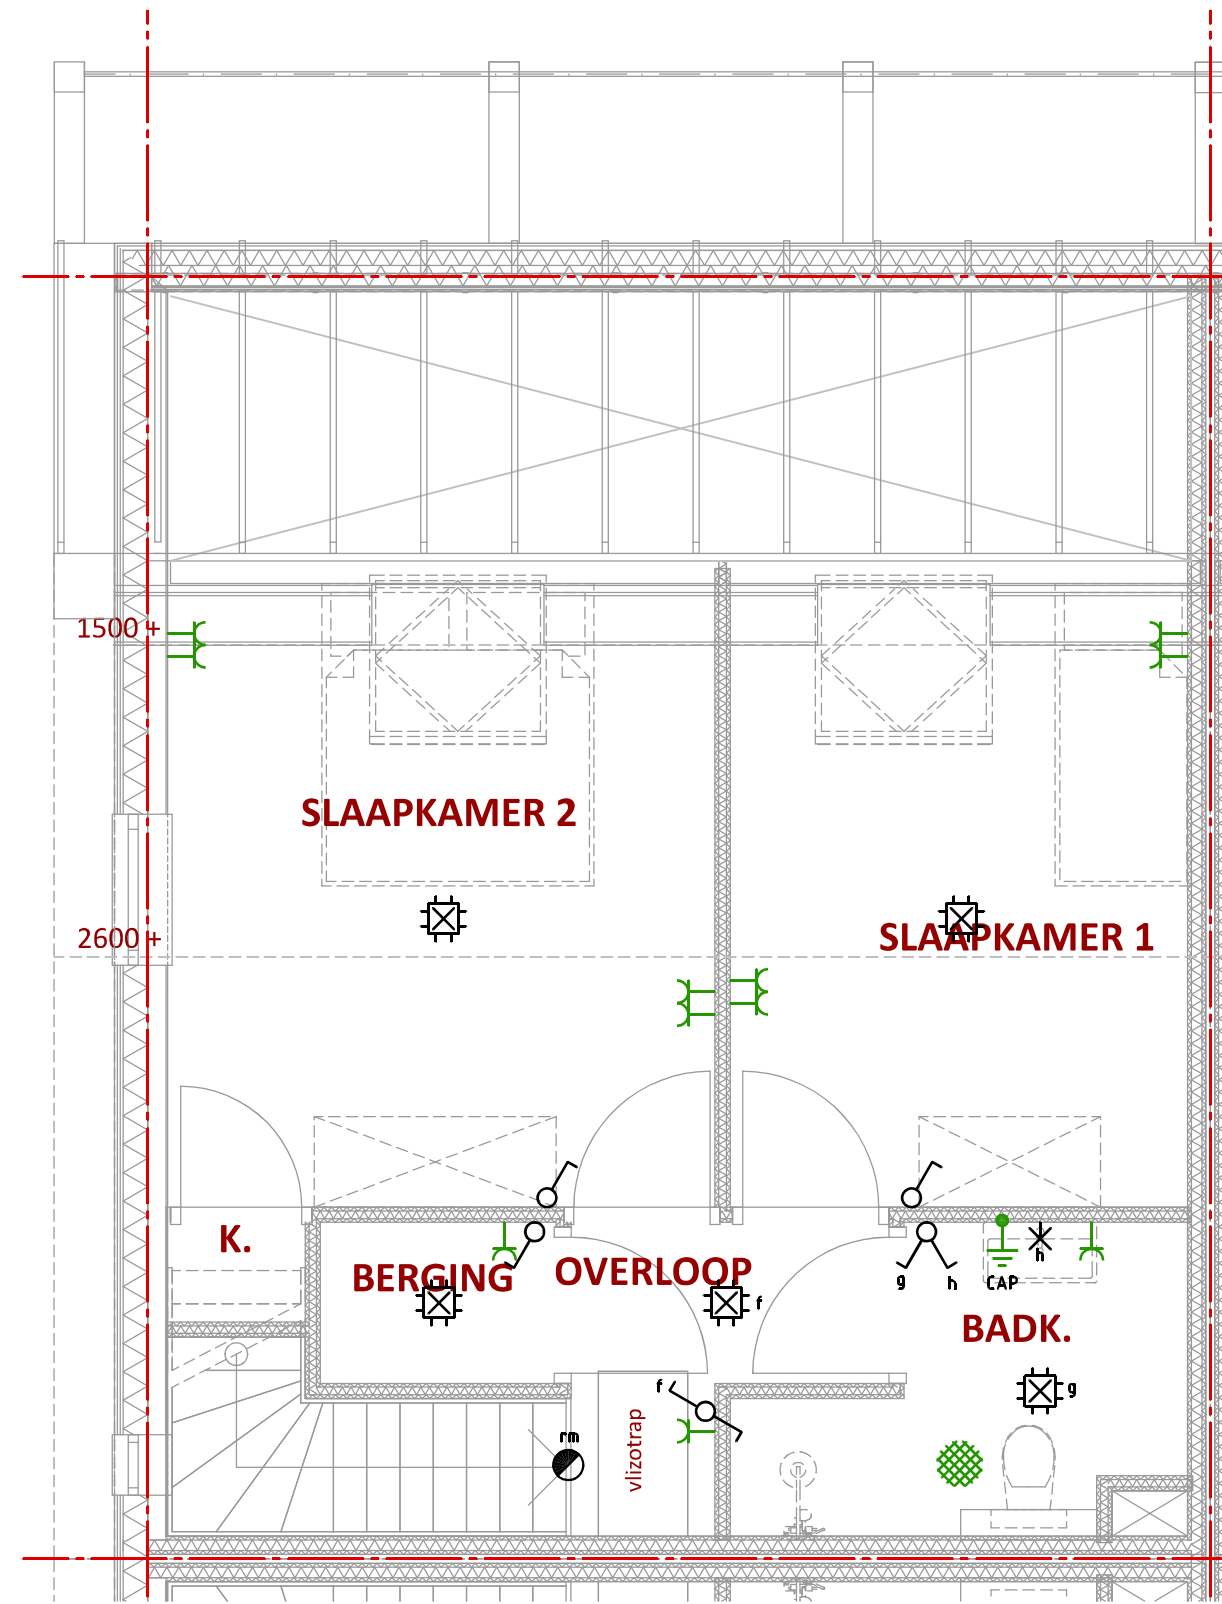 1500 +
SLAAPKAMER 2
2600 +
SLAAPKAMER 1
K.
BERGING
OVERLOOP
f
g
h
CAP
h
BADK.
g
f
rm
vlizotrap